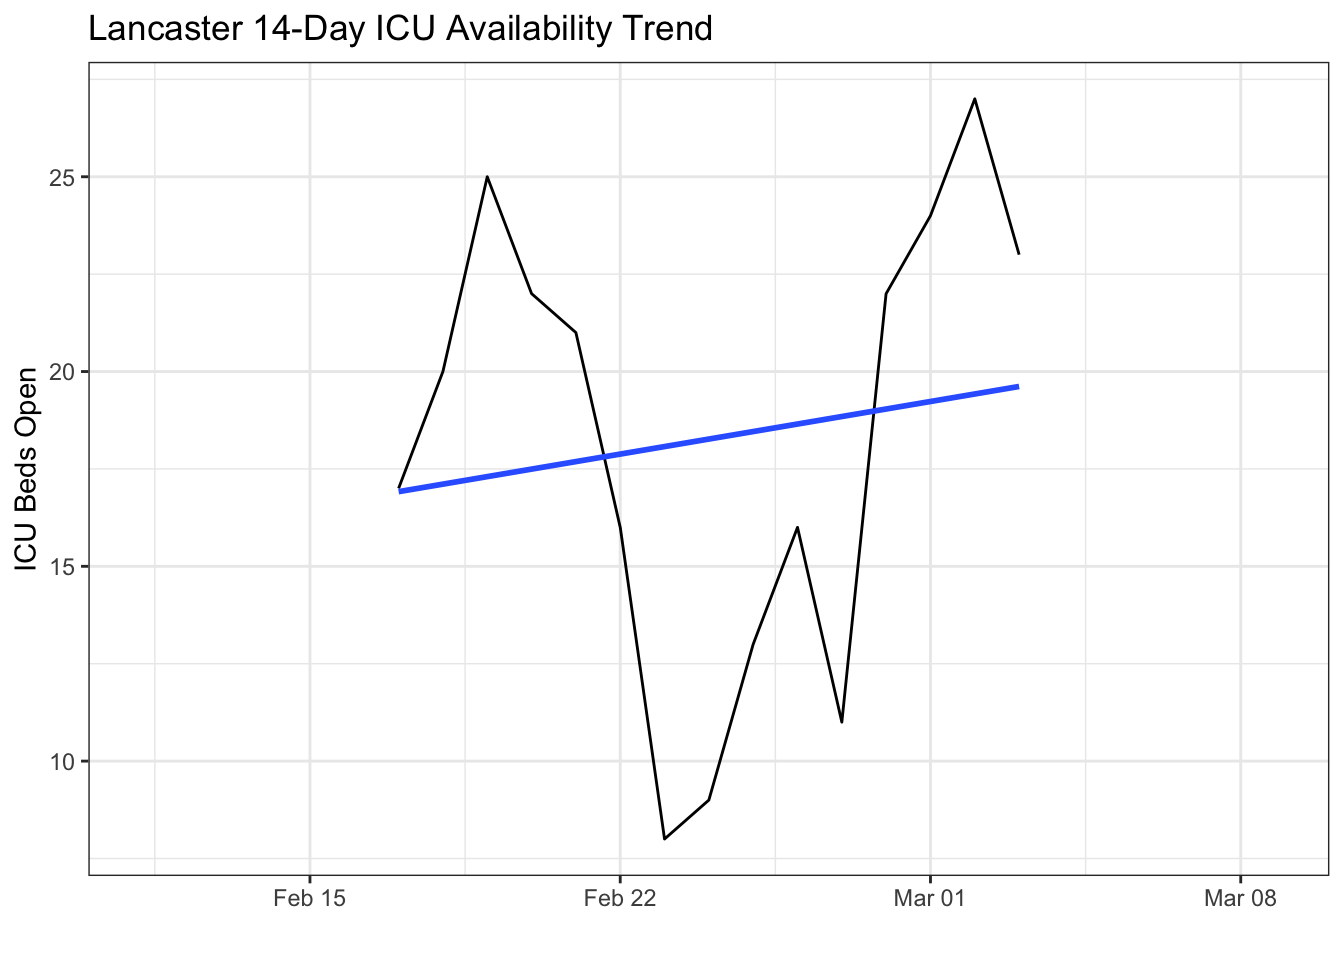 Lancaster 14-Day ICU Availability Trend
ICU Beds Open
25
20
15
10
Feb 15
Feb 22
Mar 01
Mar 08